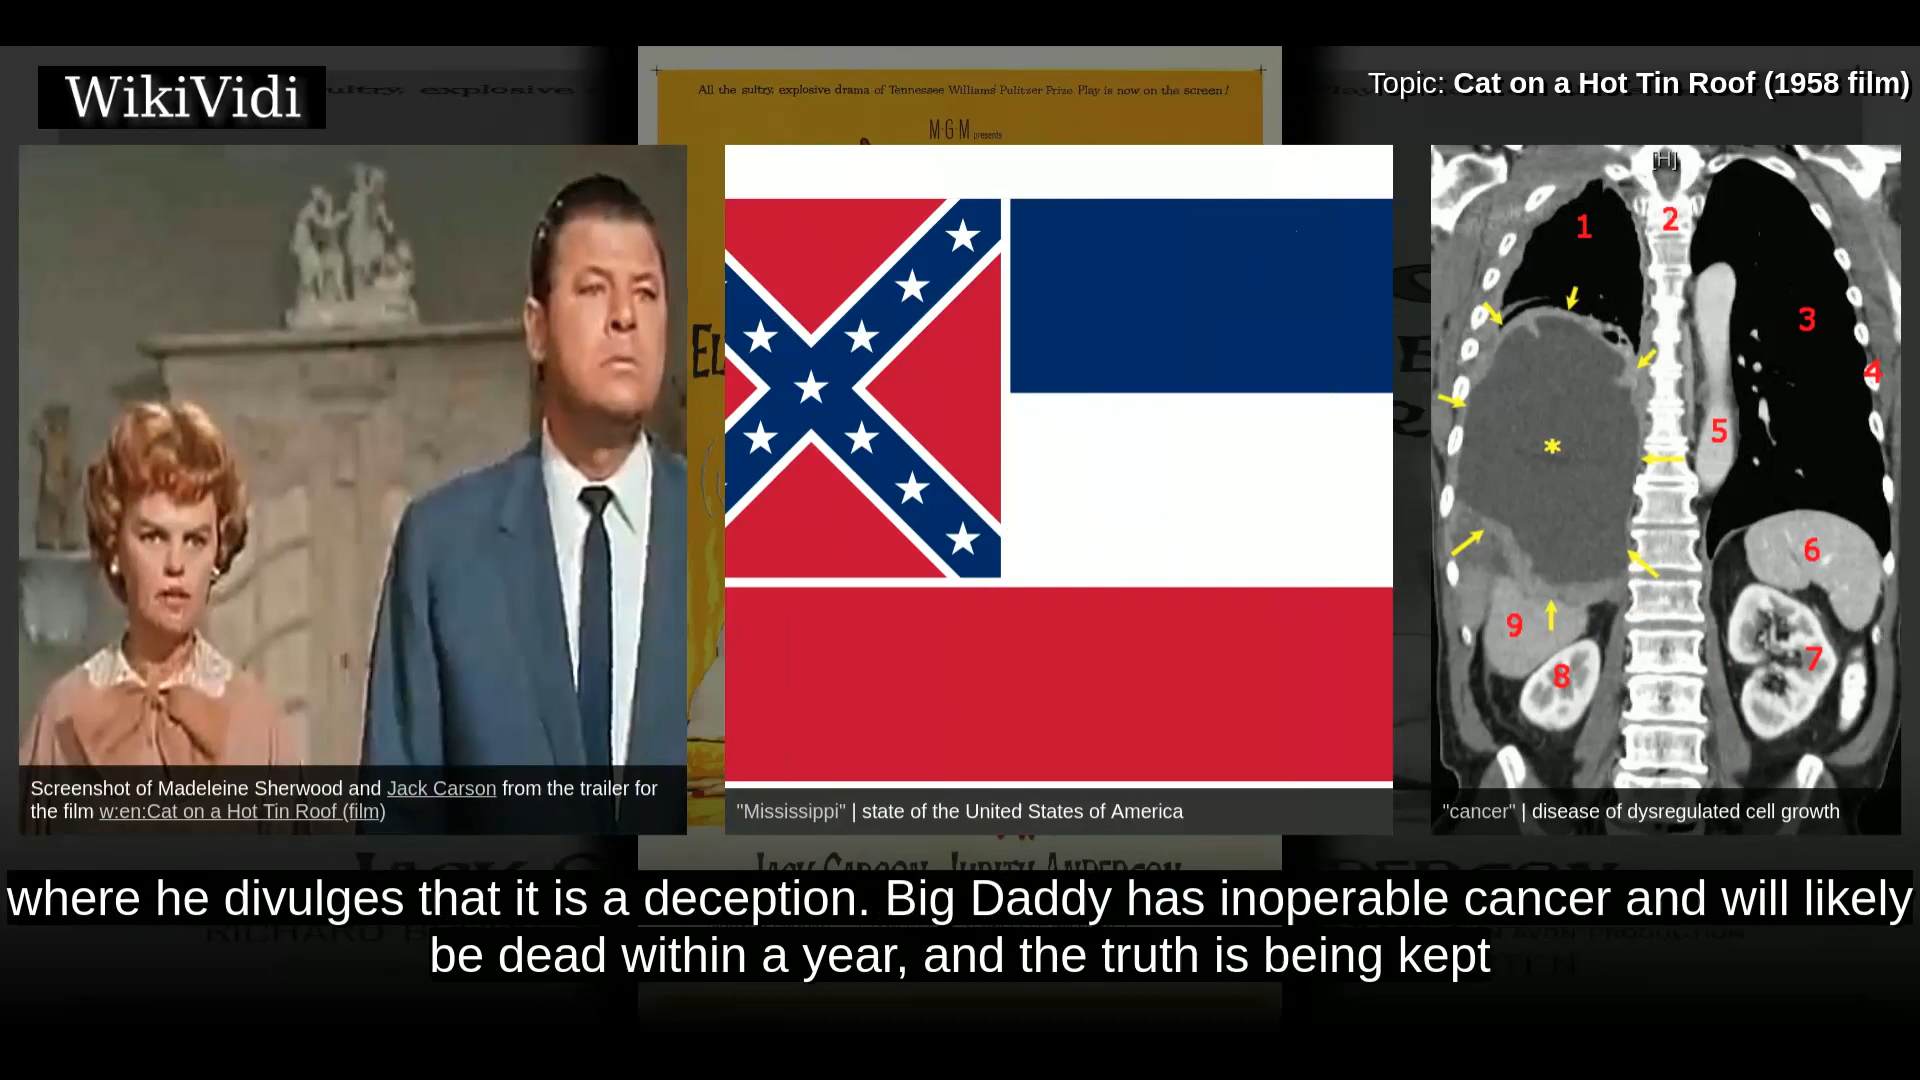 WikiVidi
Topic: Cat on a Hot Tin Roof (1958 film)
All the sultry, explosive drama of Tennessee Williams' Pulitzer Prize Play is now on the screen!
M-G-M presents
[H]
1
2
3
4
5
*
6
9
7
8
Screenshot of Madeleine Sherwood and Jack Carson from the trailer for
the film w:en:Cat on a Hot Tin Roof (film)
"Mississippi" | state of the United States of America
"cancer" | disease of dysregulated cell growth
JACK CARSON JUDITH ANDERSON
where he divulges that it is a deception. Big Daddy has inoperable cancer and will likely
be dead within a year, and the truth is being kept